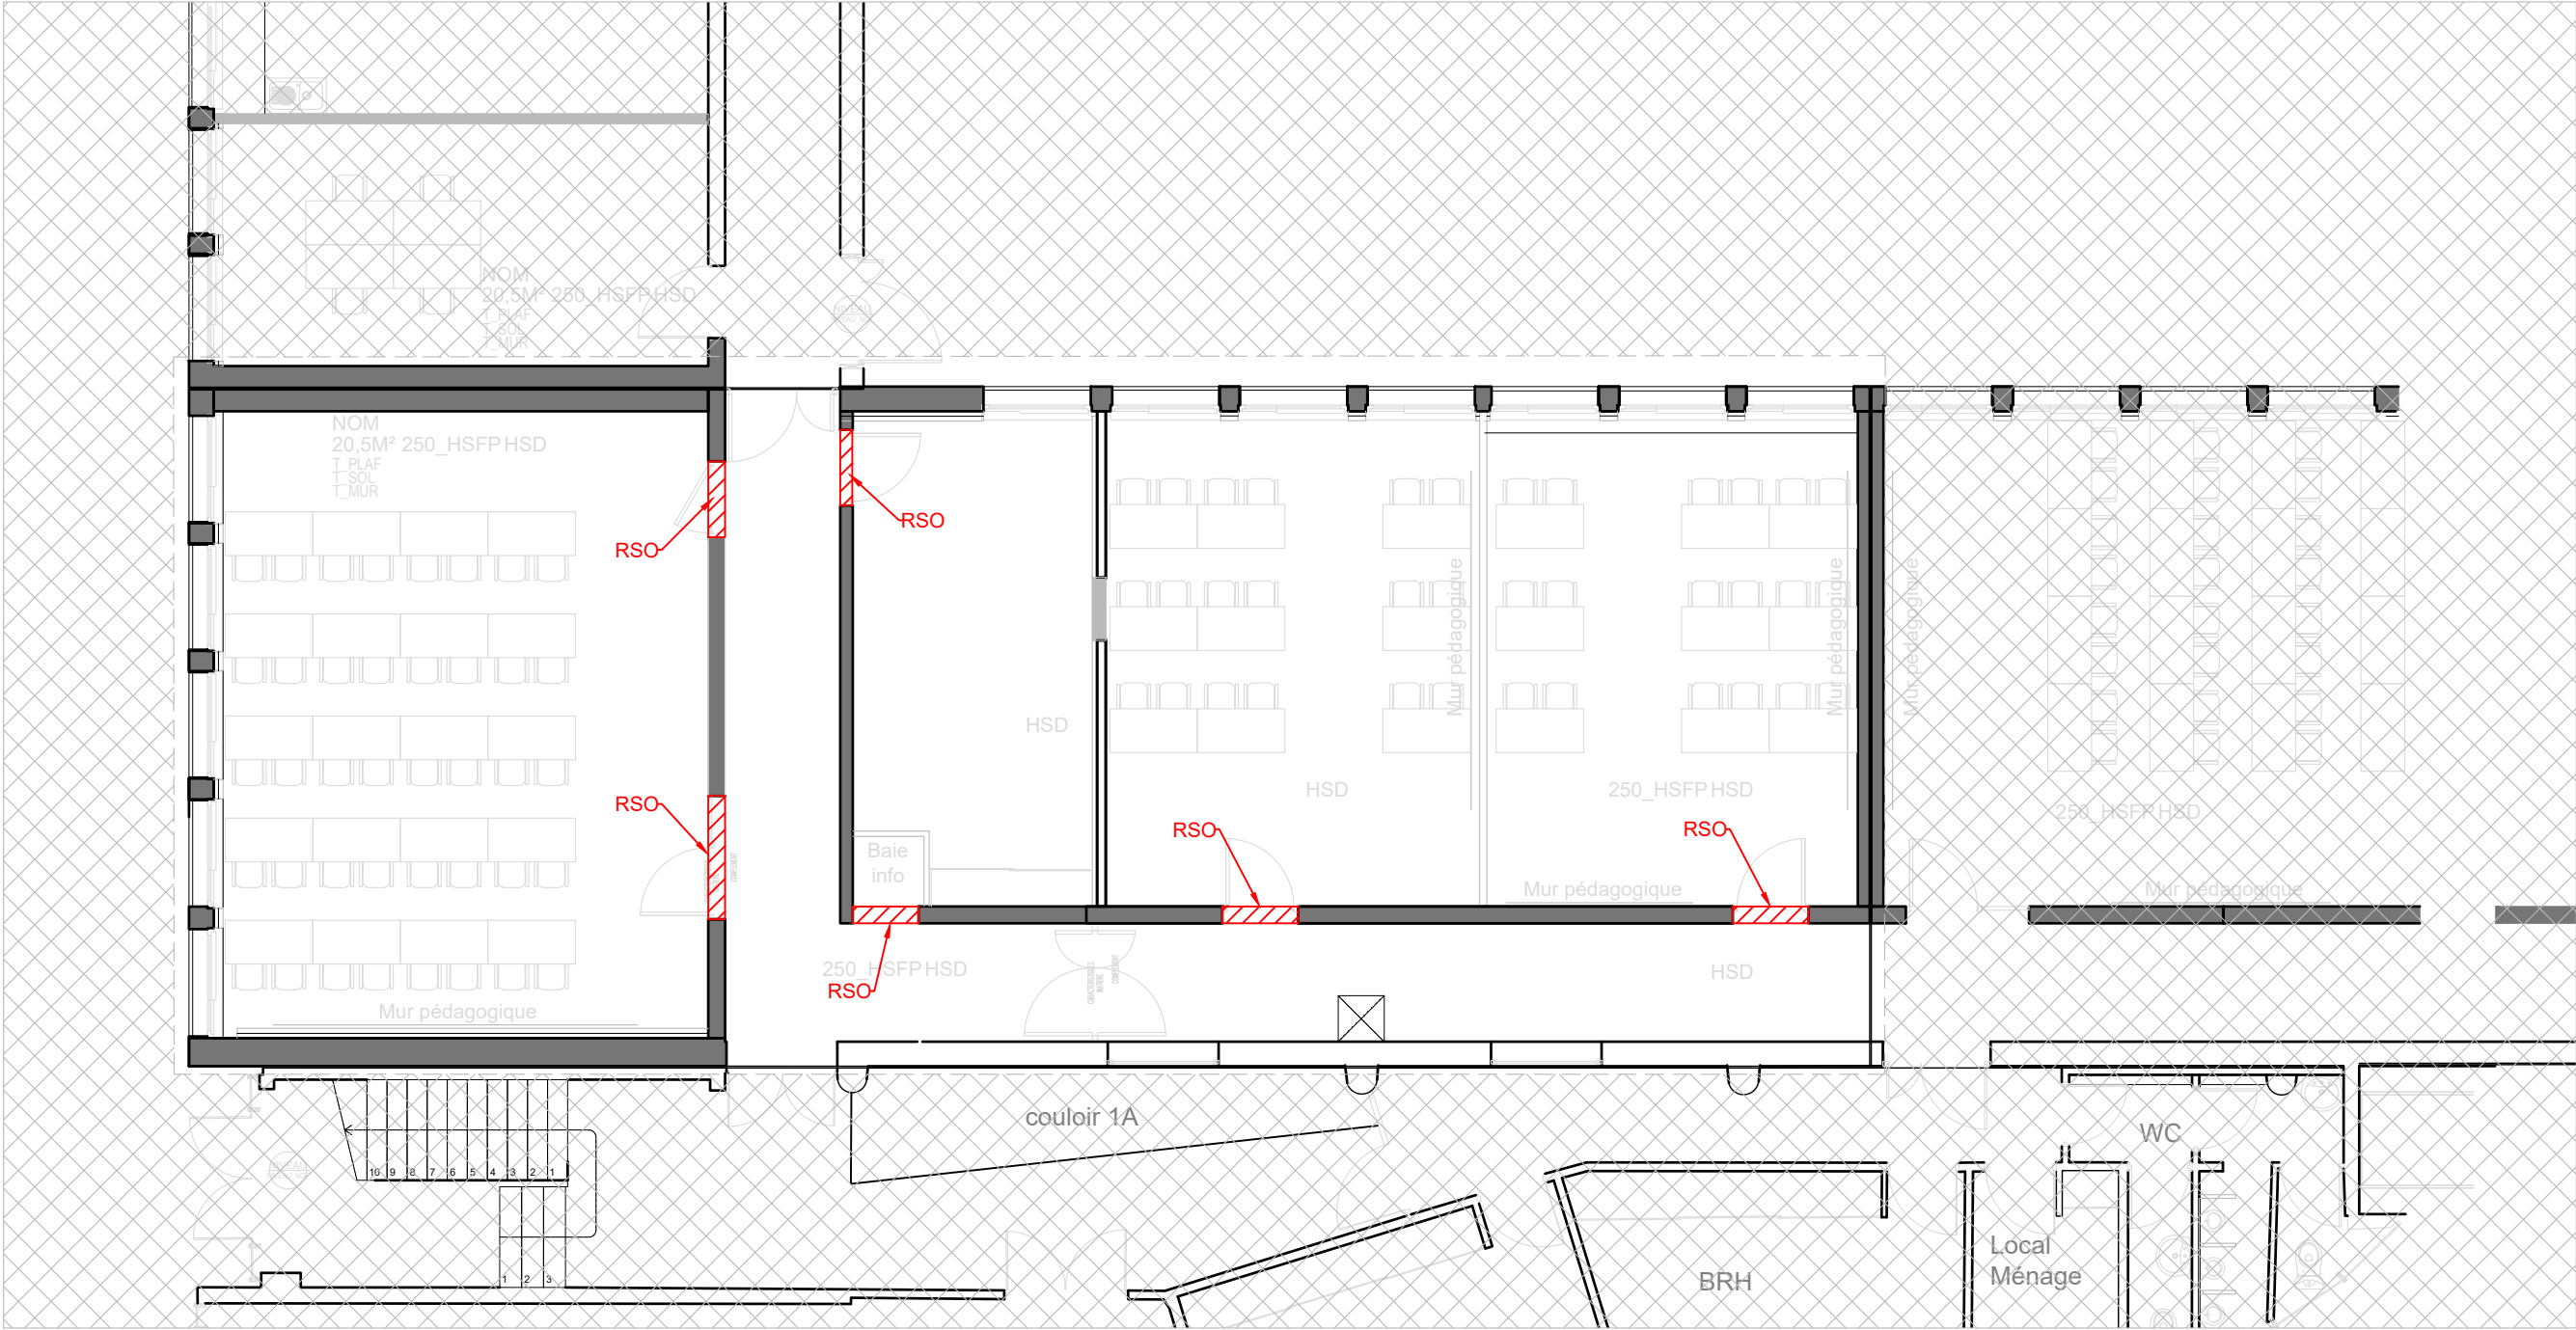 NOM
20,5M² 250_HSFP HSD
T_PLAF
T_SOL
T_MUR
NIVEAU
NOM
20,5M² 250_HSFP HSD
T_PLAF
T_SOL
T_MUR
RSO
RSO
Mur pédagogique
Mur pédagogique
Mur pédagogique
HSD
HSD
250_HSFP HSD
250_HSFP HSD
RSO
RSO
RSO
Baie
info
Mur pédagogique
Mur pédagogique
250_HSFP HSD
RSO
HSD
Mur pédagogique
couloir 1A
WC
NIVEAU
10 9 8 7 6 5 4 3 2 1
1 2 3
Local
Ménage
BRH